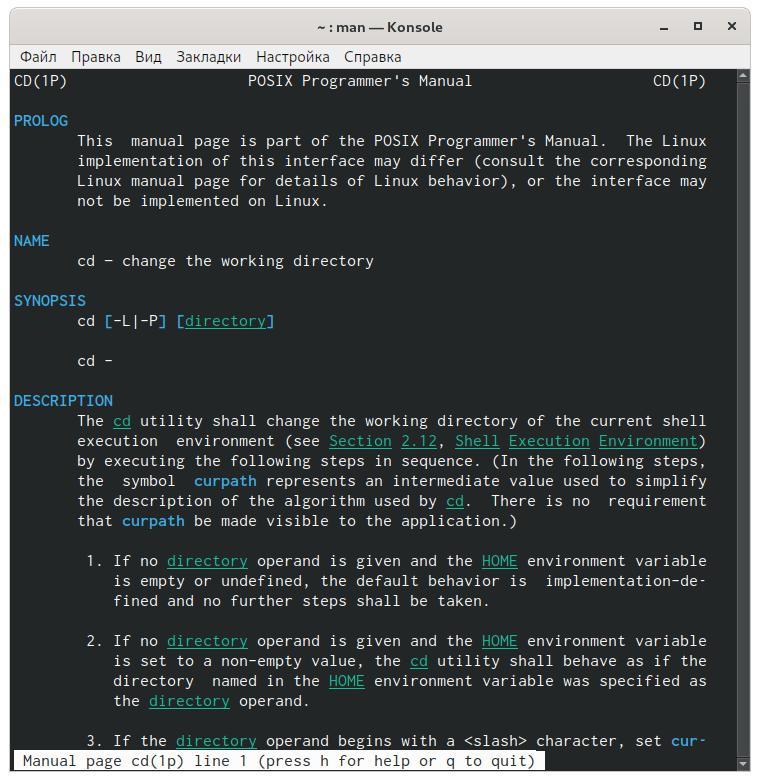 ~ : man — Konsole
Файл Правка Вид Закладки Настройка Справка
CD(1P) POSIX Programmer's Manual CD(1P)
PROLOG
This manual page is part of the POSIX Programmer's Manual. The Linux
implementation of this interface may differ (consult the corresponding
Linux manual page for details of Linux behavior), or the interface may
not be implemented on Linux.
NAME
cd - change the working directory
SYNOPSIS
cd [-L|-P] [directory]
cd -
DESCRIPTION
The cd utility shall change the working directory of the current shell
execution environment (see Section 2.12, Shell Execution Environment)
by executing the following steps in sequence. (In the following steps,
the symbol curpath represents an intermediate value used to simplify
the description of the algorithm used by cd. There is no requirement
that curpath be made visible to the application.)
1. If no directory operand is given and the HOME environment variable
is empty or undefined, the default behavior is implementation-de-
fined and no further steps shall be taken.
2. If no directory operand is given and the HOME environment variable
is set to a non-empty value, the cd utility shall behave as if the
directory named in the HOME environment variable was specified as
the directory operand.
3. If the directory operand begins with a <slash> character, set cur-
Manual page cd(1p) line 1 (press h for help or q to quit)